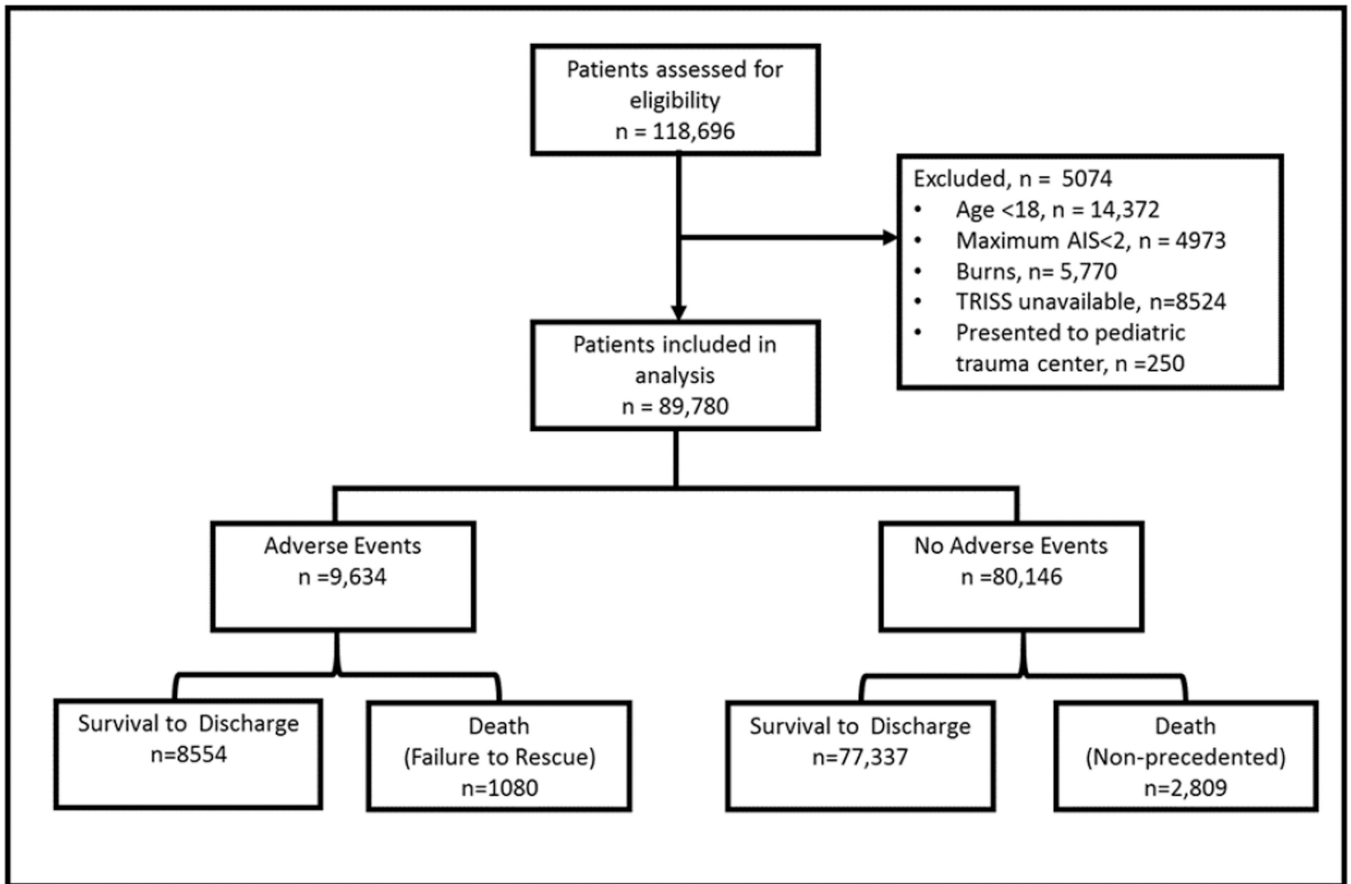 Patients assessed for
eligibility
n = 118,696
Excluded, n = 5074
• Age <18, n = 14,372
• Maximum AIS<2, n = 4973
• Burns, n= 5,770
• TRISS unavailable, n=8524
• Presented to pediatric
trauma center, n =250
Patients included in
analysis
n = 89,780
Adverse Events
n =9,634
No Adverse Events
n =80,146
Survival to Discharge
n=8554
Death
(Failure to Rescue)
n=1080
Survival to Discharge
n=77,337
Death
(Non-precedented)
n=2,809